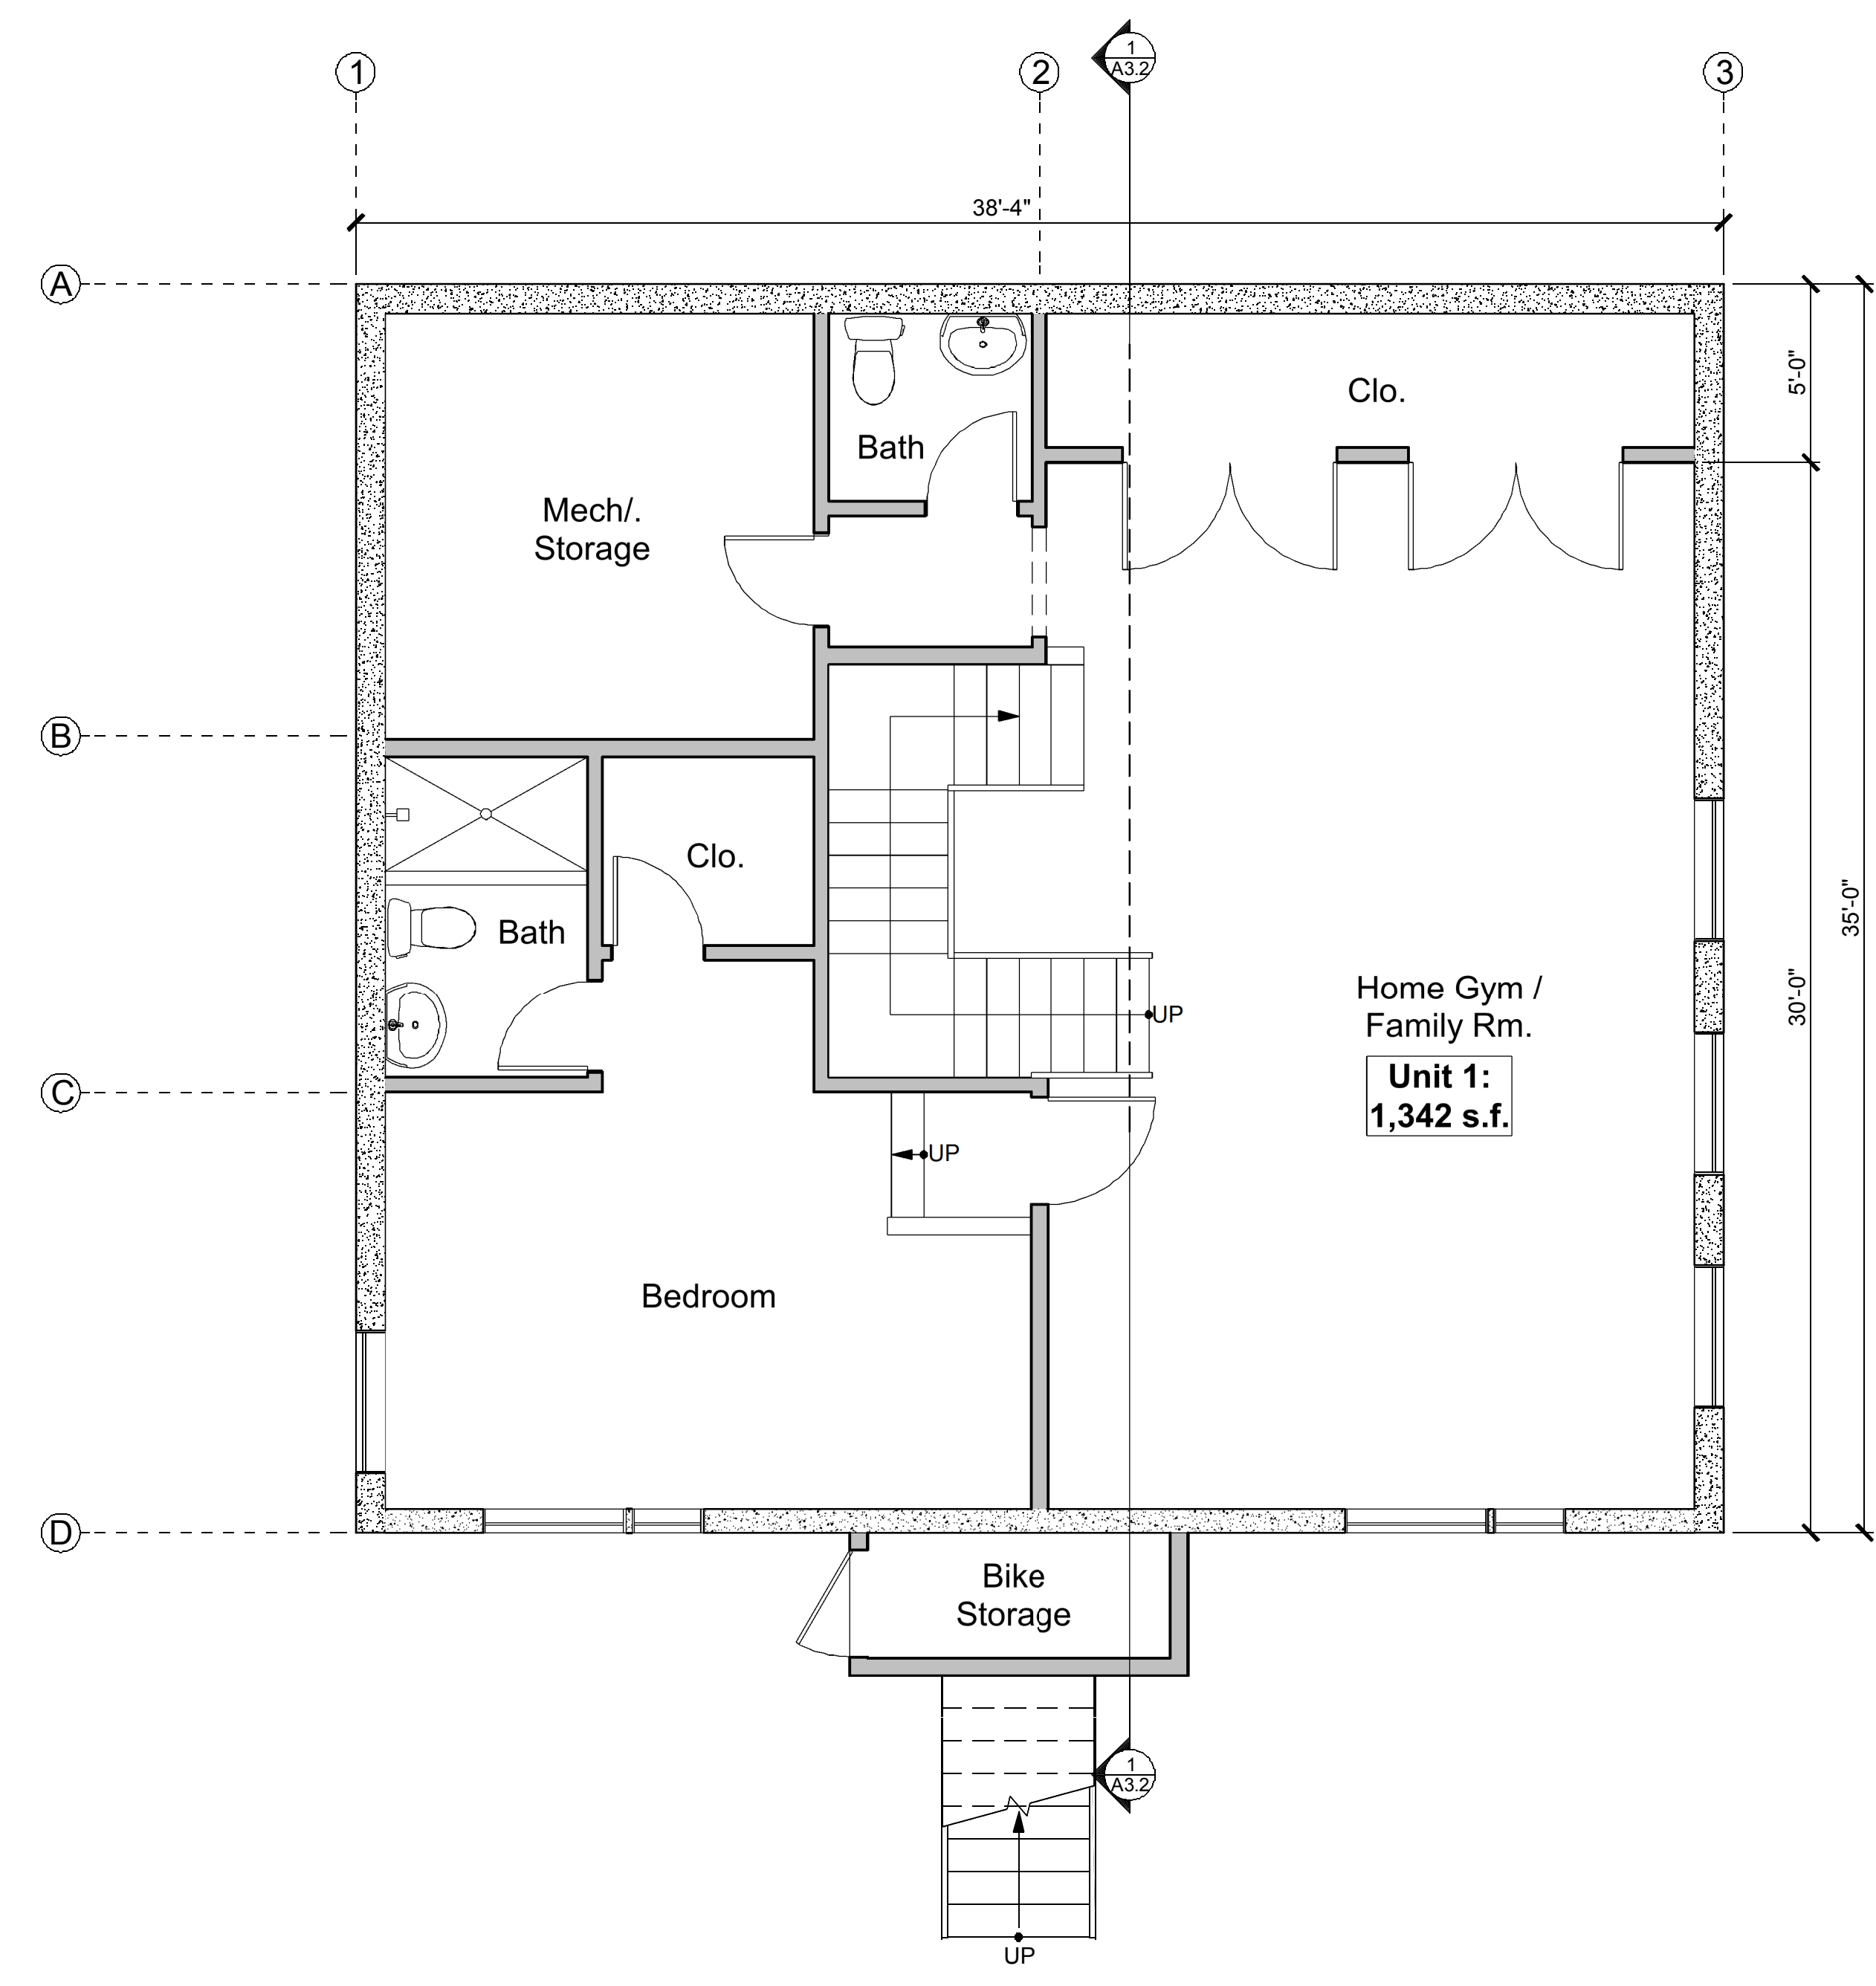 1
A3.2
1
2
3
38'-4"
A
5'-0"
Clo.
Bath
Mech/.
Storage
B
Clo.
35'-0"
Bath
30'-0"
Home Gym /
Family Rm.
UP
Unit 1:
1,342 s.f.
C
UP
Bedroom
D
Bike
Storage
1
A3.2
UP